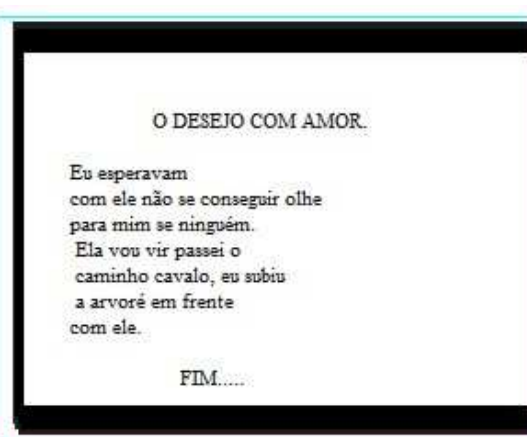 O DESEJO COM AMOR.
Eu esperavam
com ele não se conseguir olhe
para mim se ninguém.
Ela vou vir passei o
caminho cavalo, eu subiu
a arvoré em frente
com ele.
FIM.....